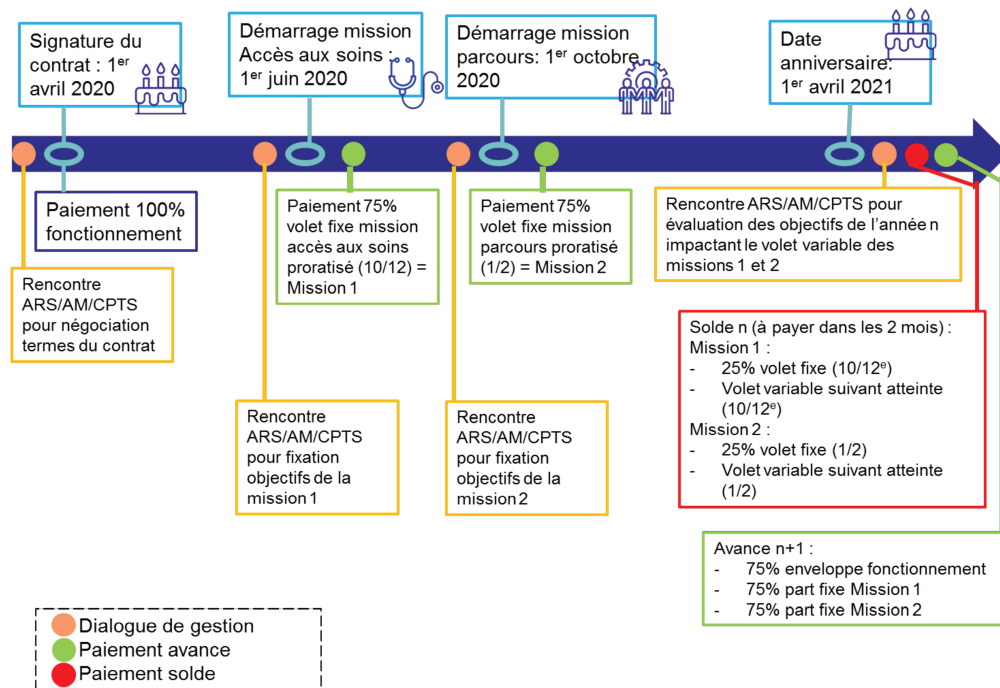 Signature du
contrat : 1er
avril 2020
Démarrage mission
Accès aux soins :
1er juin 2020
Démarrage mission
parcours: 1er octobre
2020
Date
anniversaire:
1er avril 2021
Paiement 100%
fonctionnement
Paiement 75%
volet fixe mission
accès aux soins
proratisé (10/12) =
Mission 1
Paiement 75%
volet fixe mission
parcours proratisé
(1/2) = Mission 2
Rencontre ARS/AM/CPTS pour
évaluation des objectifs de l’année n
impactant le volet variable des
missions 1 et 2
Rencontre
ARS/AM/CPTS
pour négociation
termes du contrat
Rencontre
ARS/AM/CPTS
pour fixation
objectifs de la
mission 1
Rencontre
ARS/AM/CPTS
pour fixation
objectifs de la
mission 2
Solde n (à payer dans les 2 mois) :
Mission 1 :
- 25% volet fixe (10/12e)
- Volet variable suivant atteinte
(10/12e)
Mission 2 :
- 25% volet fixe (1/2)
- Volet variable suivant atteinte
(1/2)
Avance n+1 :
- 75% enveloppe fonctionnement
- 75% part fixe Mission 1
- 75% part fixe Mission 2
Dialogue de gestion
Paiement avance
Paiement solde